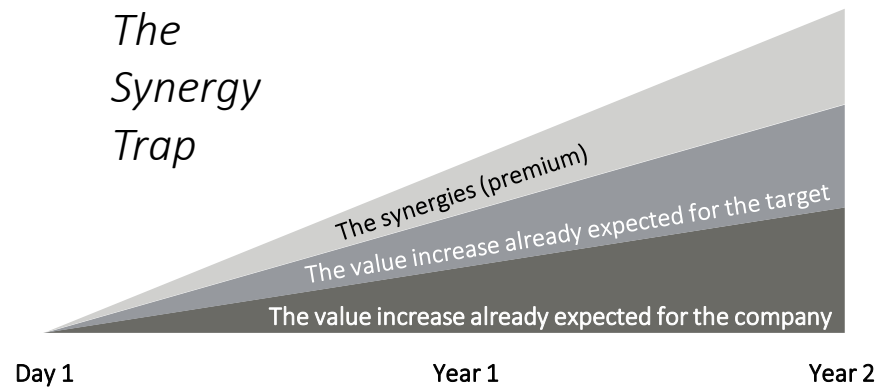 The
Synergy
Trap
The synergies (premium)
The value increase already expected for the target
The value increase already expected for the company
Day 1 Year 1 Year 2